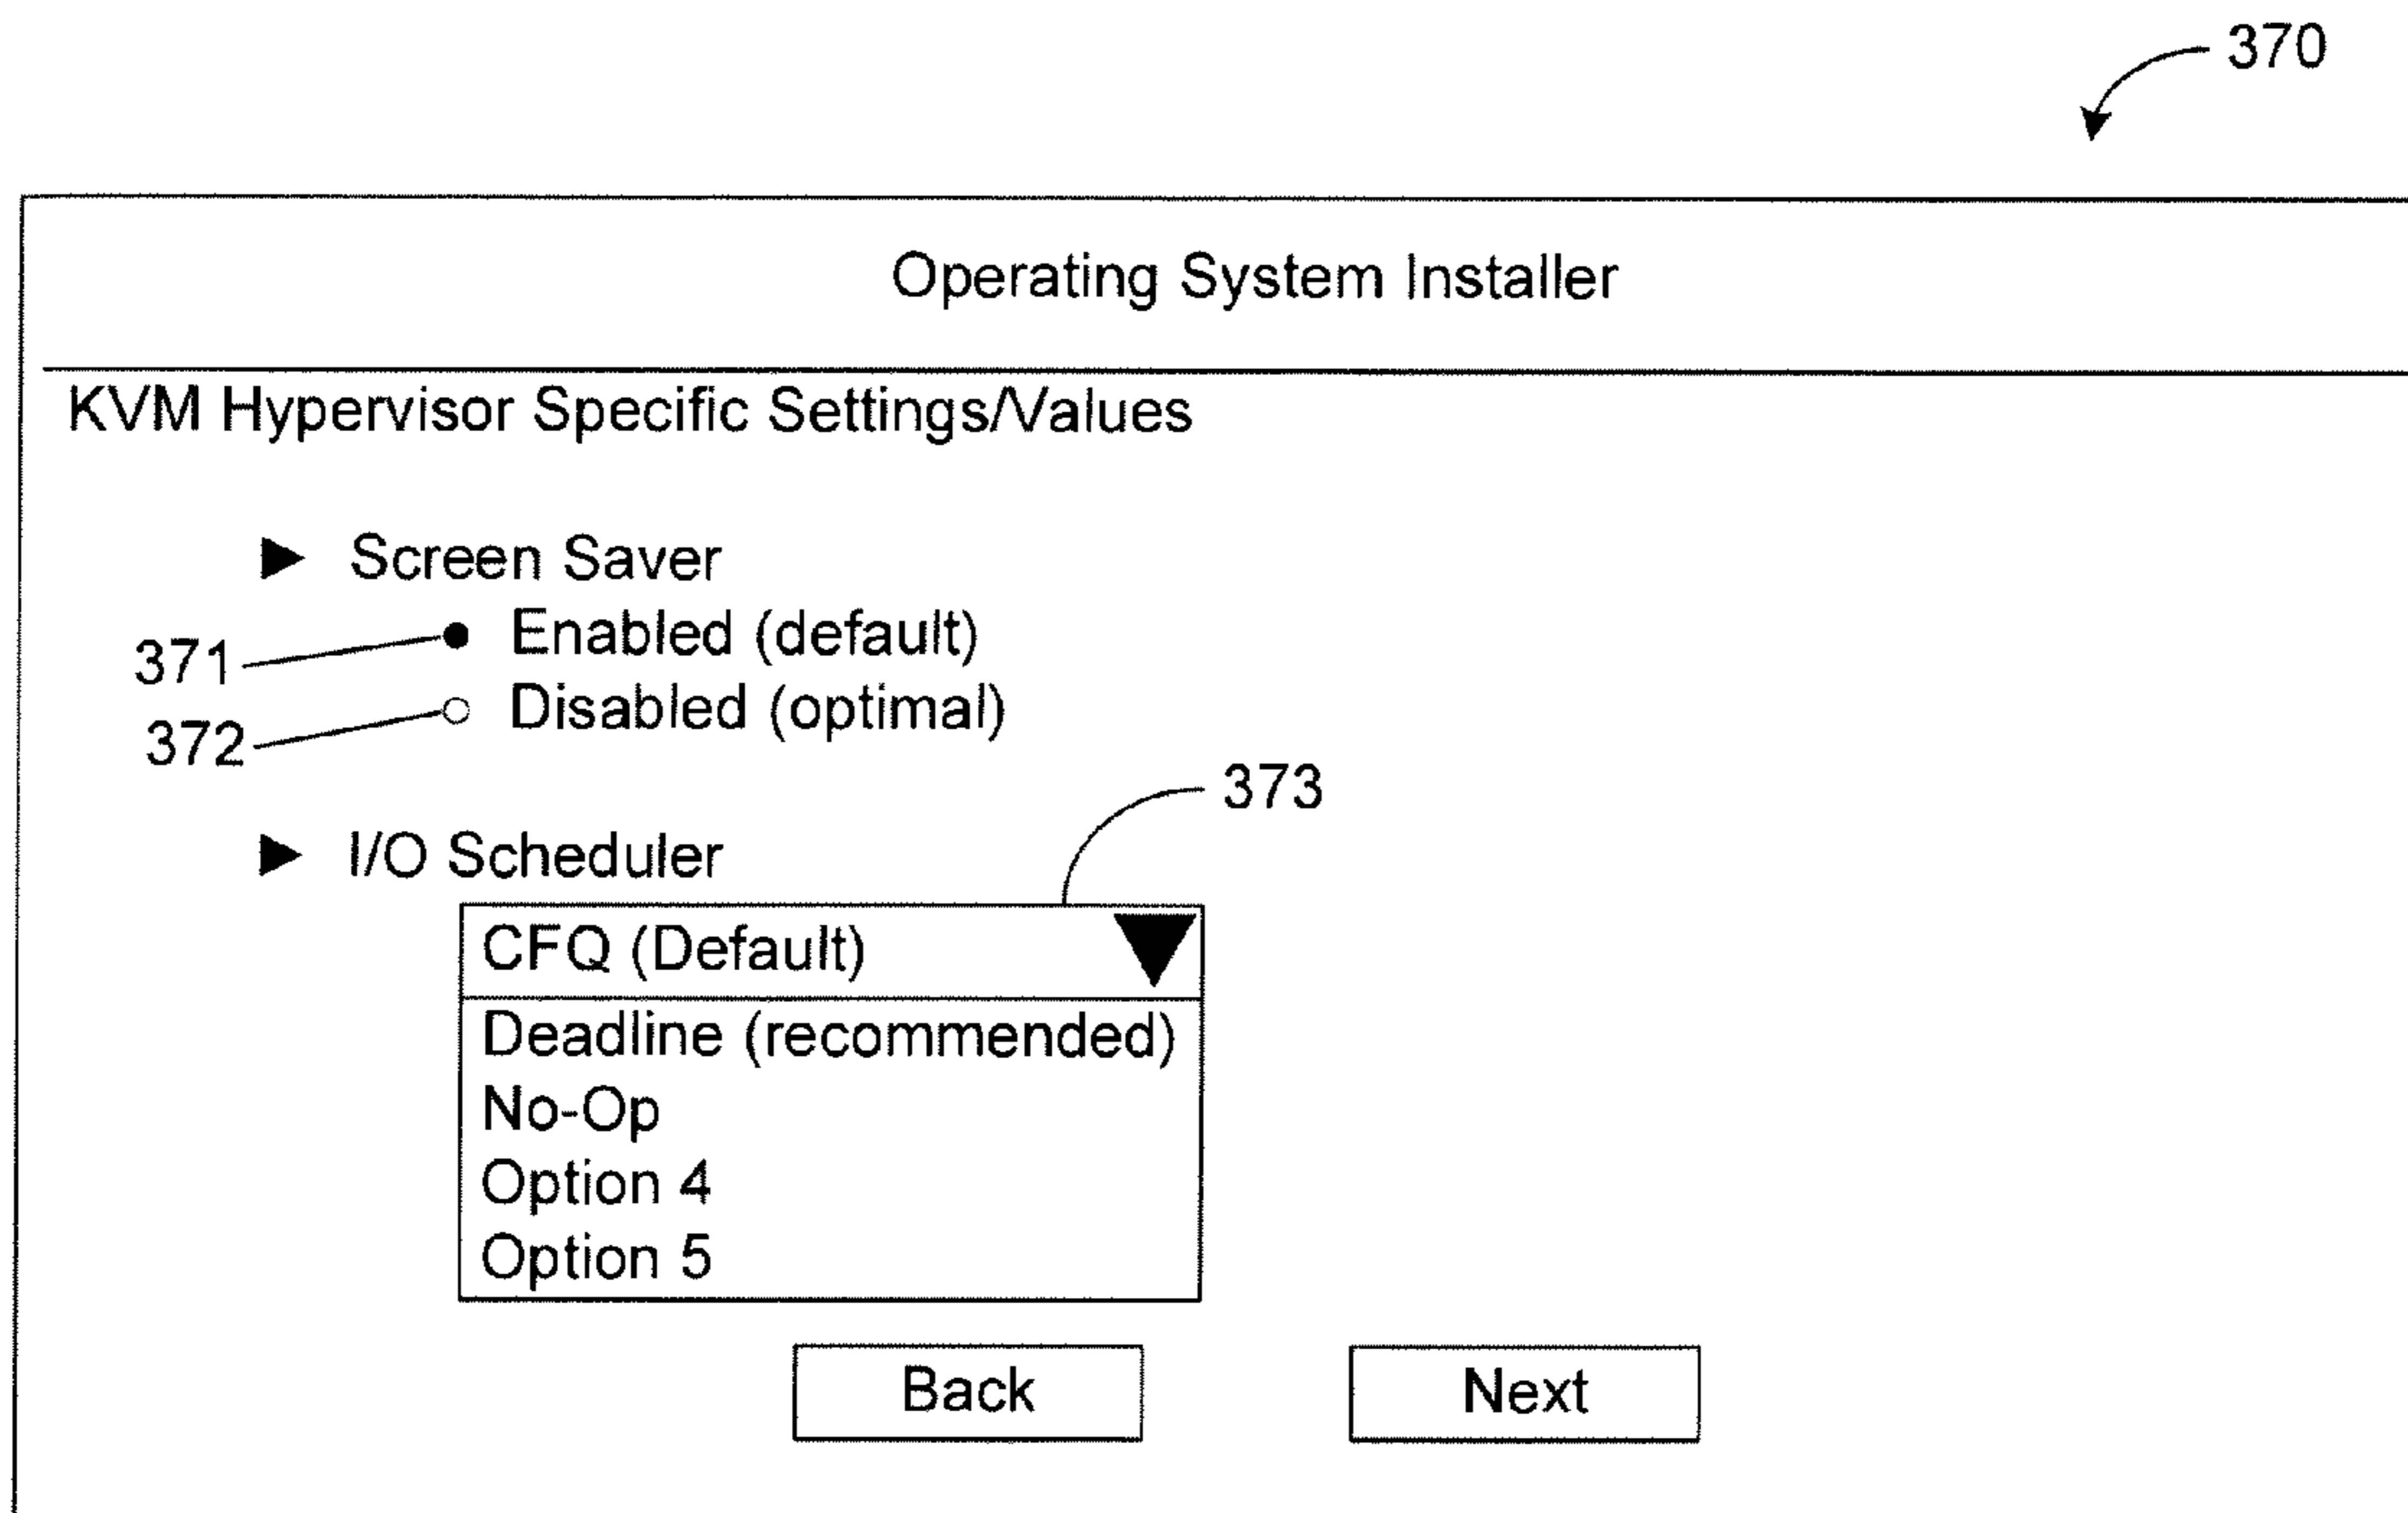 370
Operating System Installer
KVM Hypervisor Specific Settings/Values
Screen Saver
371 Enabled (default)
372 Disabled (optimal)
373
I/O Scheduler
CFQ (Default)
Deadline (recommended)
No-Op
Option 4
Option 5
Back Next